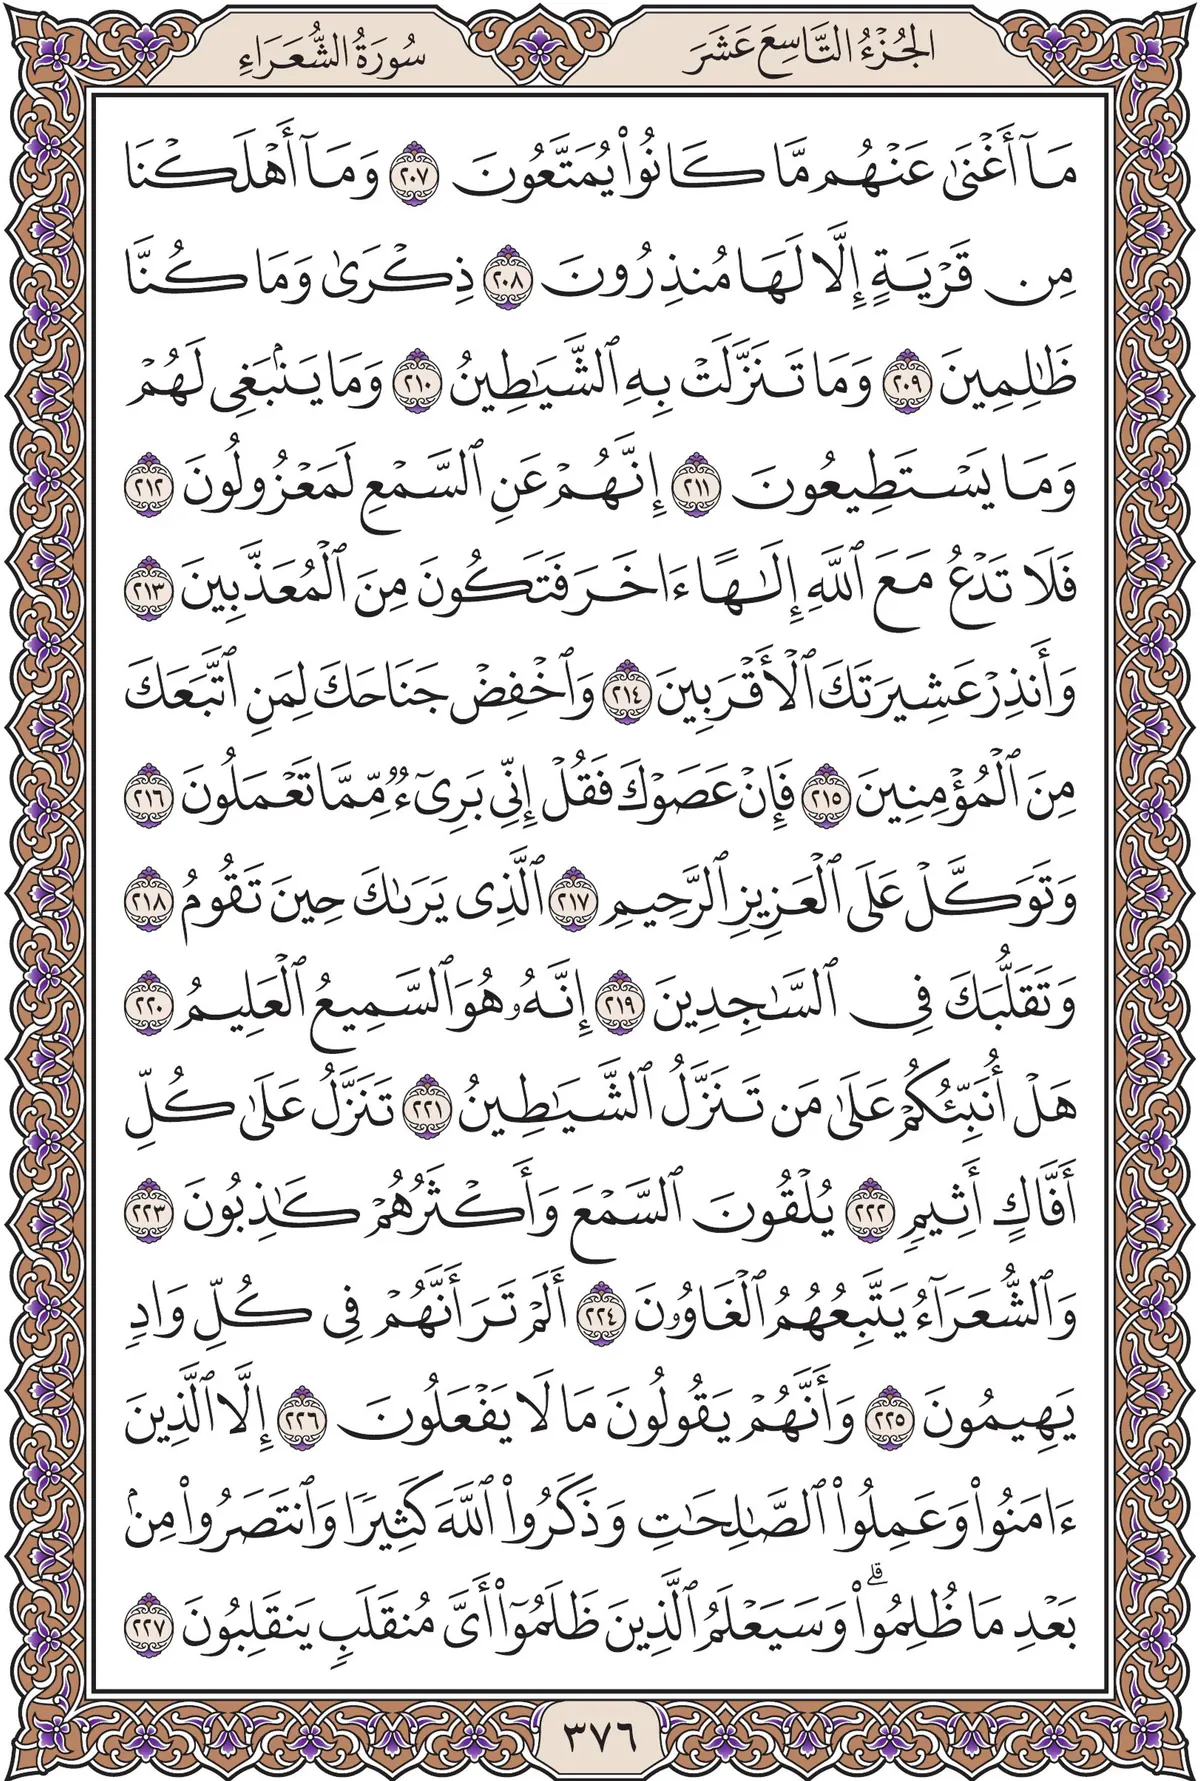 الجُزْءُ التَّاسِعَ عَشَرَ
سُورَةُ الشُّعَرَاءِ
مَآ أَغْنَىٰ عَنْهُم مَّا كَانُوا۟ يُمَتَّعُونَ ٢٠٧ وَمَآ أَهْلَكْنَا
مِن قَرْيَةٍ إِلَّا لَهَا مُنذِرُونَ ٢٠٨ ذِكْرَىٰ وَمَا كُنَّا
ظَٰلِمِينَ ٢٠٩ وَمَا تَنَزَّلَتْ بِهِ ٱلشَّيَٰطِينُ ٢١٠ وَمَا يَنۢبَغِى لَهُمْ
وَمَا يَسْتَطِيعُونَ ٢١١ إِنَّهُمْ عَنِ ٱلسَّمْعِ لَمَعْزُولُونَ ٢١٢
فَلَا تَدْعُ مَعَ ٱللَّهِ إِلَٰهًا ءَاخَرَ فَتَكُونَ مِنَ ٱلْمُعَذَّبِينَ ٢١٣
وَأَنذِرْ عَشِيرَتَكَ ٱلْأَقْرَبِينَ ٢١٤ وَٱخْفِضْ جَنَاحَكَ لِمَنِ ٱتَّبَعَكَ
مِنَ ٱلْمُؤْمِنِينَ ٢١٥ فَإِنْ عَصَوْكَ فَقُلْ إِنِّى بَرِىٓءٌ مِّمَّا تَعْمَلُونَ ٢١٦
وَتَوَكَّلْ عَلَى ٱلْعَزِيزِ ٱلرَّحِيمِ ٢١٧ ٱلَّذِى يَرَىٰكَ حِينَ تَقُومُ ٢١٨
وَتَقَلُّبَكَ فِى ٱلسَّٰجِدِينَ ٢١٩ إِنَّهُۥ هُوَ ٱلسَّمِيعُ ٱلْعَلِيمُ ٢٢٠
هَلْ أُنَبِّئُكُمْ عَلَىٰ مَن تَنَزَّلُ ٱلشَّيَٰطِينُ ٢٢١ تَنَزَّلُ عَلَىٰ كُلِّ
أَفَّاكٍ أَثِيمٍ ٢٢٢ يُلْقُونَ ٱلسَّمْعَ وَأَكْثَرُهُمْ كَٰذِبُونَ ٢٢٣
وَٱلشُّعَرَآءُ يَتَّبِعُهُمُ ٱلْغَاوُۥنَ ٢٢٤ أَلَمْ تَرَ أَنَّهُمْ فِى كُلِّ وَادٍ
يَهِيمُونَ ٢٢٥ وَأَنَّهُمْ يَقُولُونَ مَا لَا يَفْعَلُونَ ٢٢٦ إِلَّا ٱلَّذِينَ
ءَامَنُوا۟ وَعَمِلُوا۟ ٱلصَّٰلِحَٰتِ وَذَكَرُوا۟ ٱللَّهَ كَثِيرًا وَٱنتَصَرُوا۟ مِنۢ
بَعْدِ مَا ظُلِمُوا۟ ۗ وَسَيَعْلَمُ ٱلَّذِينَ ظَلَمُوٓا۟ أَىَّ مُنقَلَبٍ يَنقَلِبُونَ ٢٢٧
٣٧٦